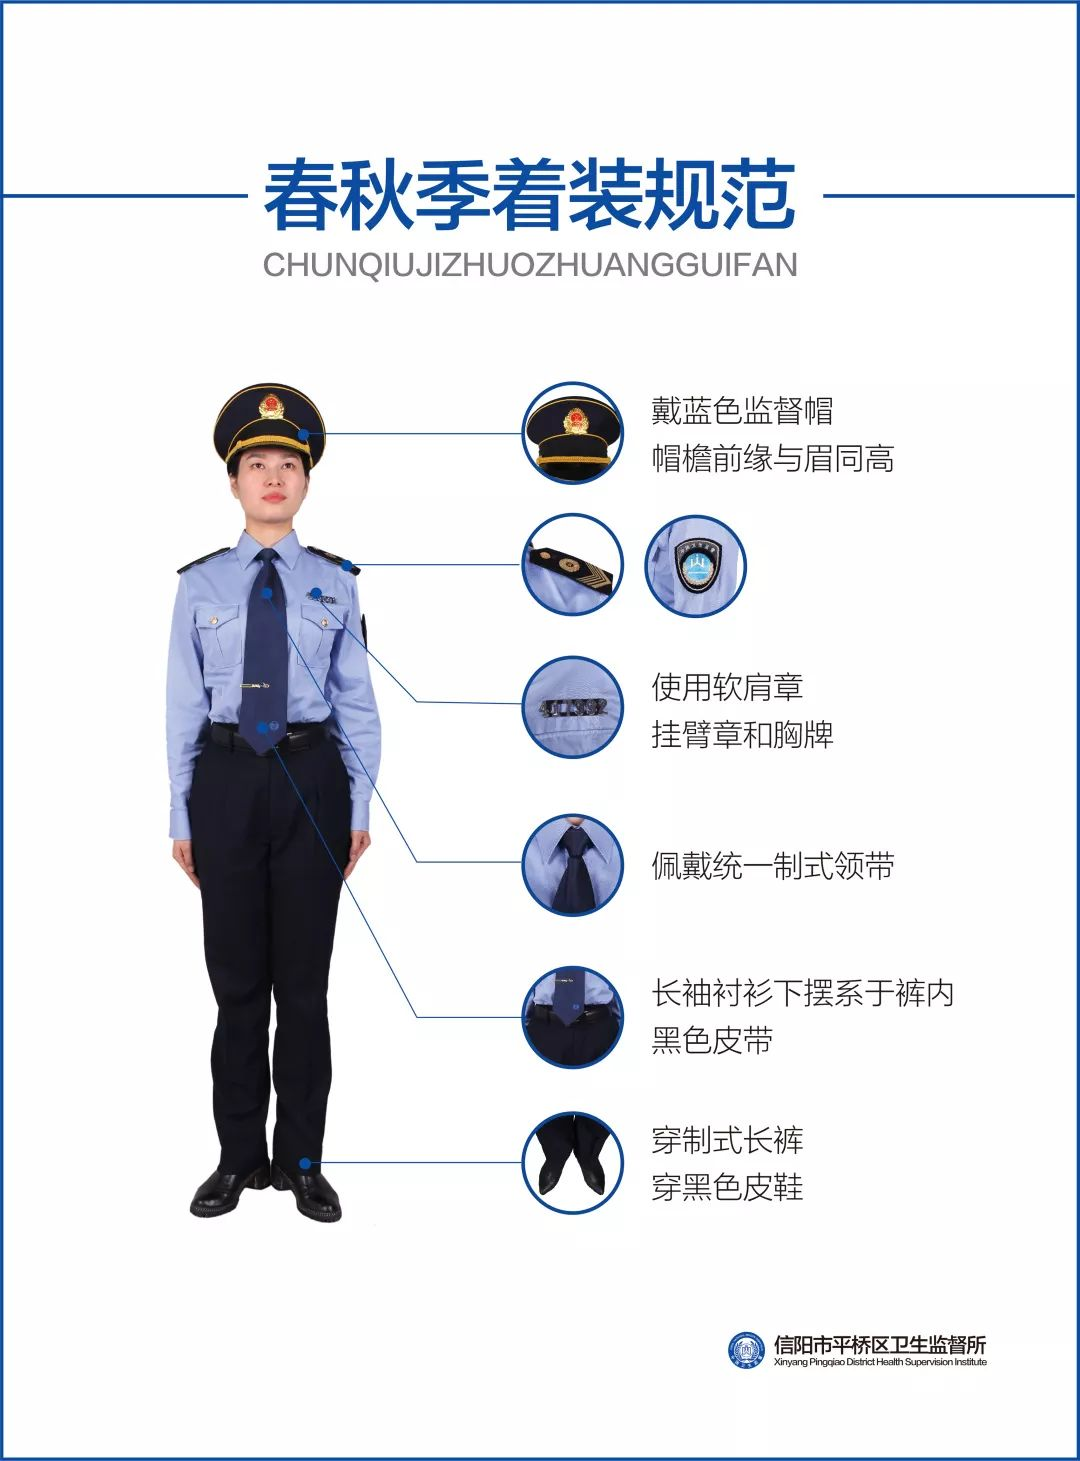 春秋季着装规范
CHUNQIUJIZHUOZHUANGGUIFAN
戴蓝色监督帽
帽檐前缘与眉同高
使用软肩章
挂臂章和胸牌
佩戴统一制式领带
长袖衬衫下摆系于裤内
黑色皮带
穿制式长裤
穿黑色皮鞋
信阳市平桥区卫生监督所
Xinyang Pingqiao District Health Supervision Institute